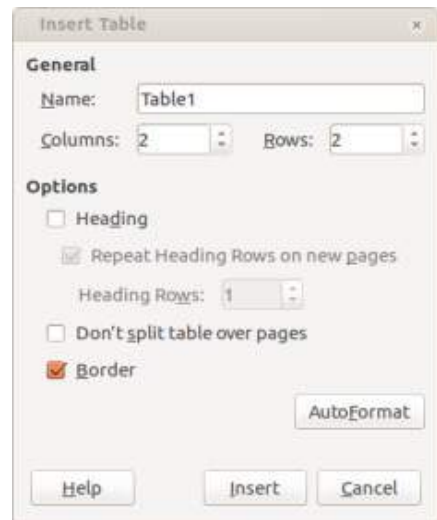 Insert Table
General
Name: Table1
Columns: 2 Rows: 2
Options
Heading
Repeat Heading Rows on new pages
Heading Rows: 1
Don't split table over pages
Border
AutoFormat
Help Insert Cancel